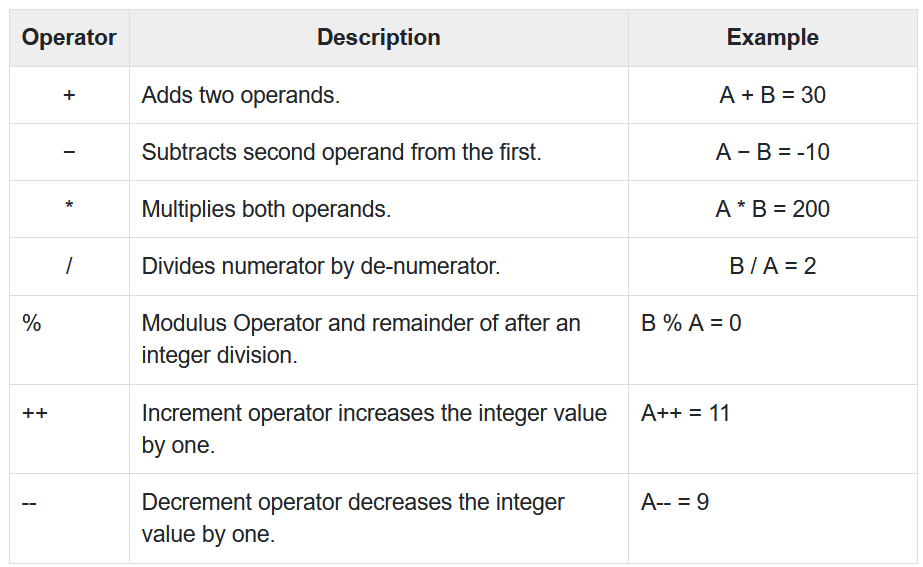 Operator Description Example
+ Adds two operands. A + B = 30
− Subtracts second operand from the first. A − B = -10
* Multiplies both operands. A * B = 200
/ Divides numerator by de-numerator. B / A = 2
% Modulus Operator and remainder of after an B % A = 0
integer division.
++ Increment operator increases the integer value A++ = 11
by one.
-- Decrement operator decreases the integer A-- = 9
value by one.